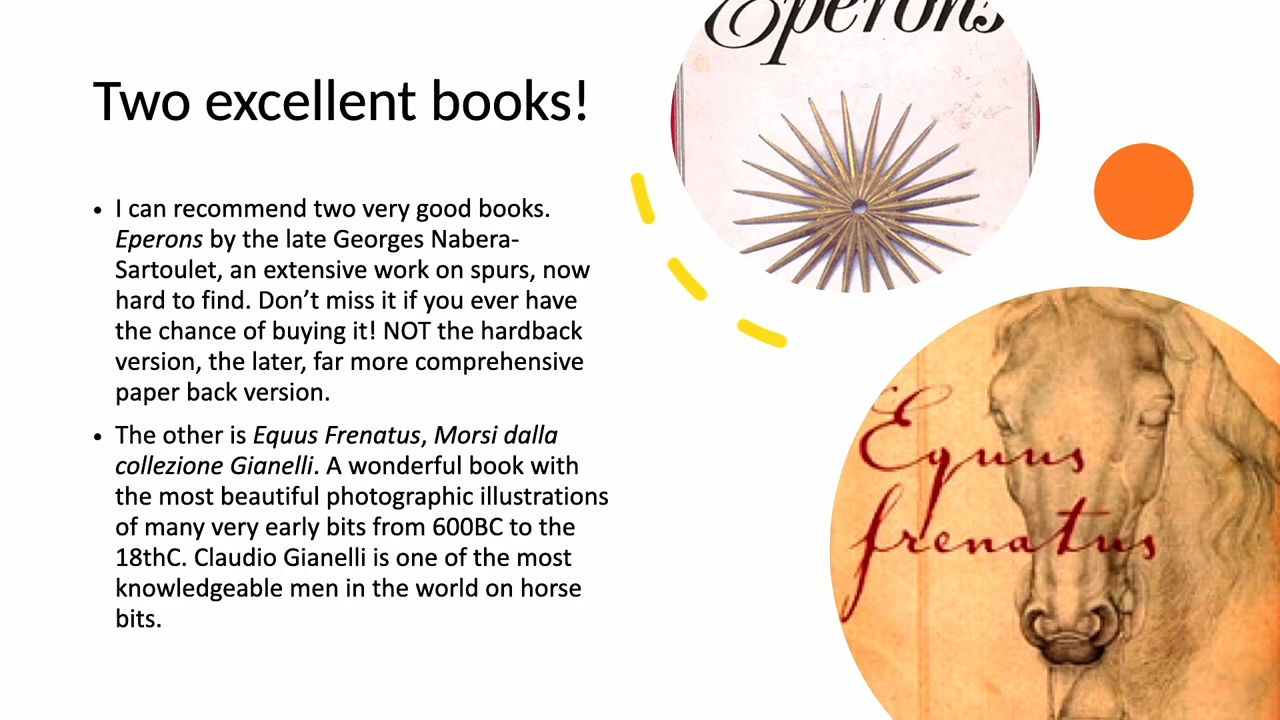 Eperons
Two excellent books!
• I can recommend two very good books.
Eperons by the late Georges Nabera-
Sartoulet, an extensive work on spurs, now
hard to find. Don’t miss it if you ever have
the chance of buying it! NOT the hardback
version, the later, far more comprehensive
paper back version.
• The other is Equus Frenatus, Morsi dalla
collezione Gianelli. A wonderful book with
the most beautiful photographic illustrations
of many very early bits from 600BC to the
18thC. Claudio Gianelli is one of the most
knowledgeable men in the world on horse
bits.
Equus
frenatus